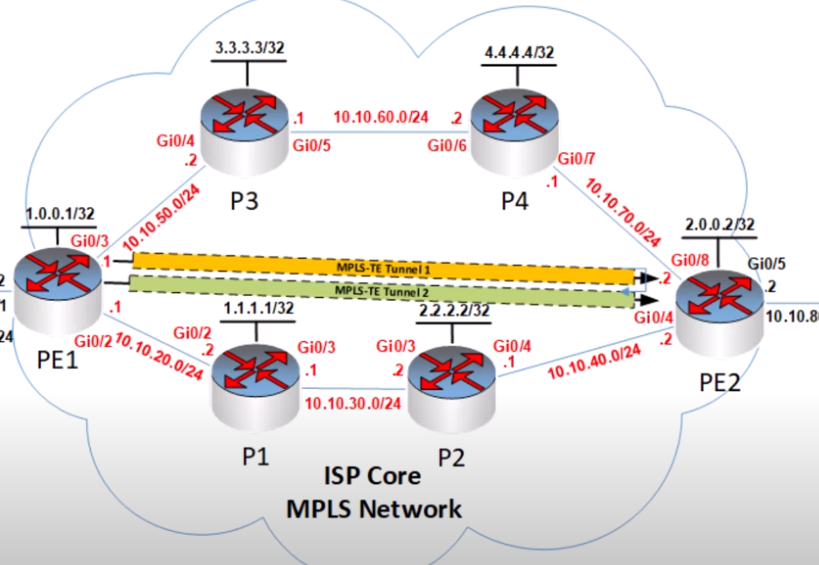 3.3.3.3/32
4.4.4.4/32
.1
10.10.60.0/24
.2
Gi0/4
Gi0/5
Gi0/6
.2
Gi0/7
.1
P3
P4
10.10.50.0/24
10.10.70.0/24
1.0.0.1/32
2.0.0.2/32
Gi0/3
.1
MPLS-TE Tunnel 1
Gi0/8
Gi0/5
.2
.2
2
1
MPLS-TE Tunnel 2
.1
1.1.1.1/32
2.2.2.2/32
Gi0/4
10.10.80
24
PE1
Gi0/2
10.10.20.0/24
Gi0/2
.2
Gi0/3
.1
Gi0/3
.2
Gi0/4
.1
10.10.40.0/24
.2
PE2
10.10.30.0/24
P1
P2
ISP Core
MPLS Network